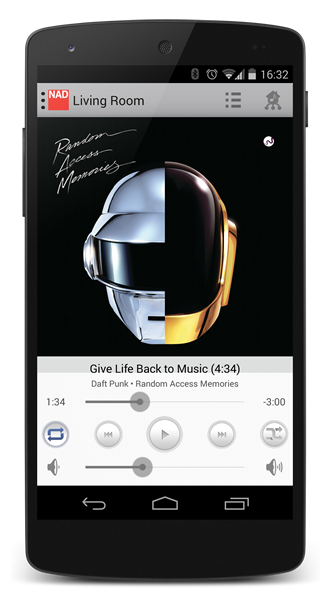 16:32
NAD
Living Room
Random
Access
Memories
Give Life Back to Music (4:34)
Daft Punk • Random Access Memories
1:34
-3:00